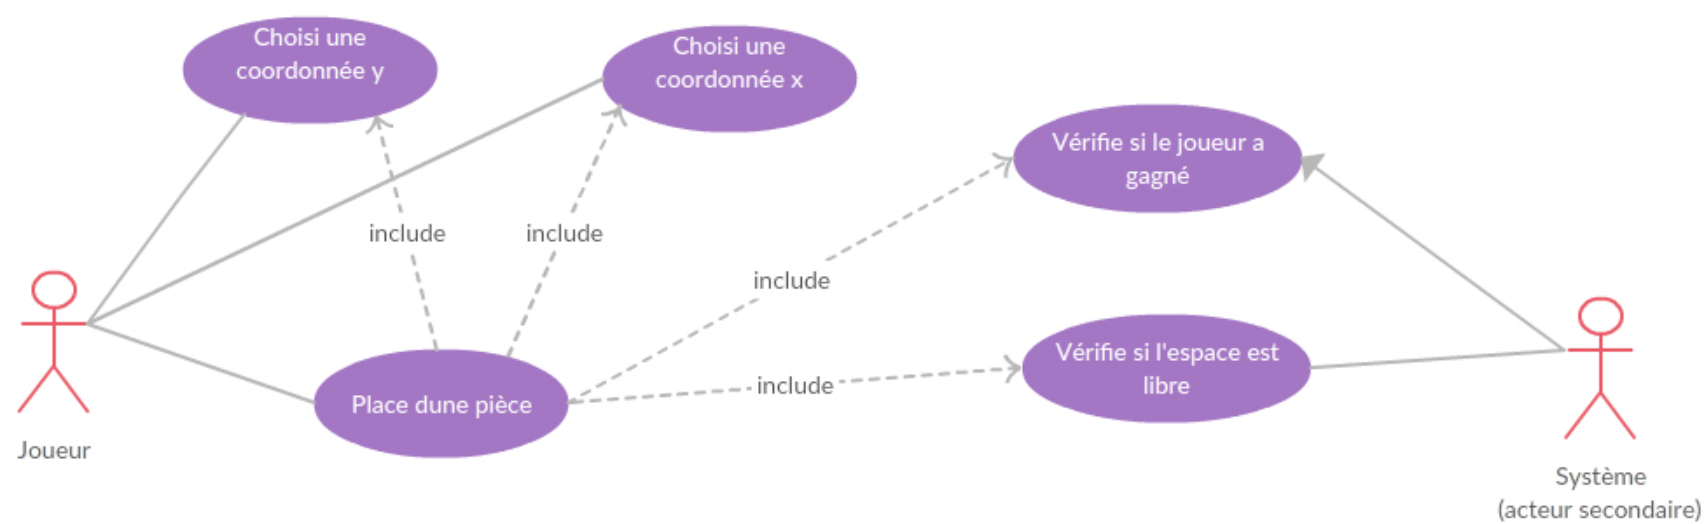 Choisi une
coordonnée y
Choisi une
coordonnée x
Vérifie si le joueur a
gagné
include
include
include
Vérifie si l'espace est
libre
include
Place dune pièce
Joueur
Système
(acteur secondaire)